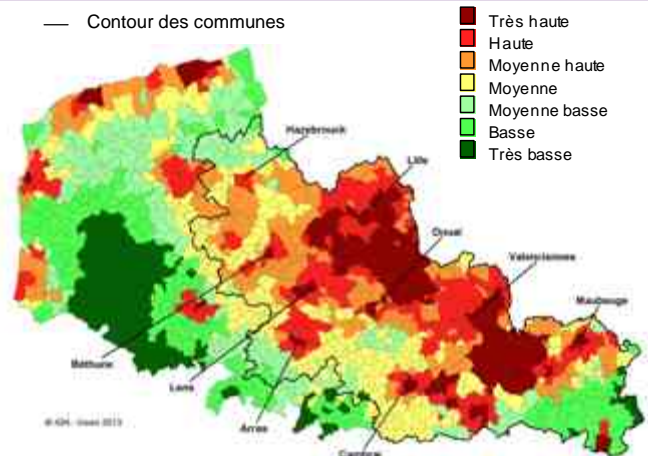 Contour des communes
Très haute
Haute
Moyenne haute
Moyenne
Moyenne basse
Basse
Très basse
Hazebrouck
Lille
Douai
Valenciennes
Maubeuge
Béthune
Lens
Arras
Cambrai